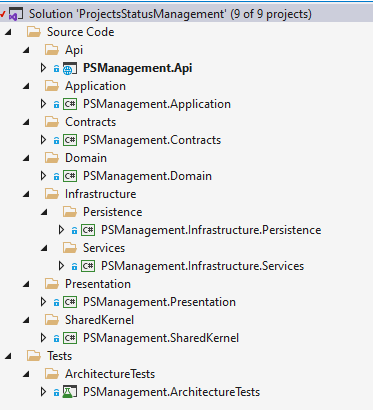 Solution 'ProjectsStatusManagement' (9 of 9 projects)
Source Code
Api
PSManagement.Api
Application
C# PSManagement.Application
Contracts
C# PSManagement.Contracts
Domain
C# PSManagement.Domain
Infrastructure
Persistence
C# PSManagement.Infrastructure.Persistence
Services
C# PSManagement.Infrastructure.Services
Presentation
C# PSManagement.Presentation
SharedKernel
C# PSManagement.SharedKernel
Tests
ArchitectureTests
PSManagement.ArchitectureTests